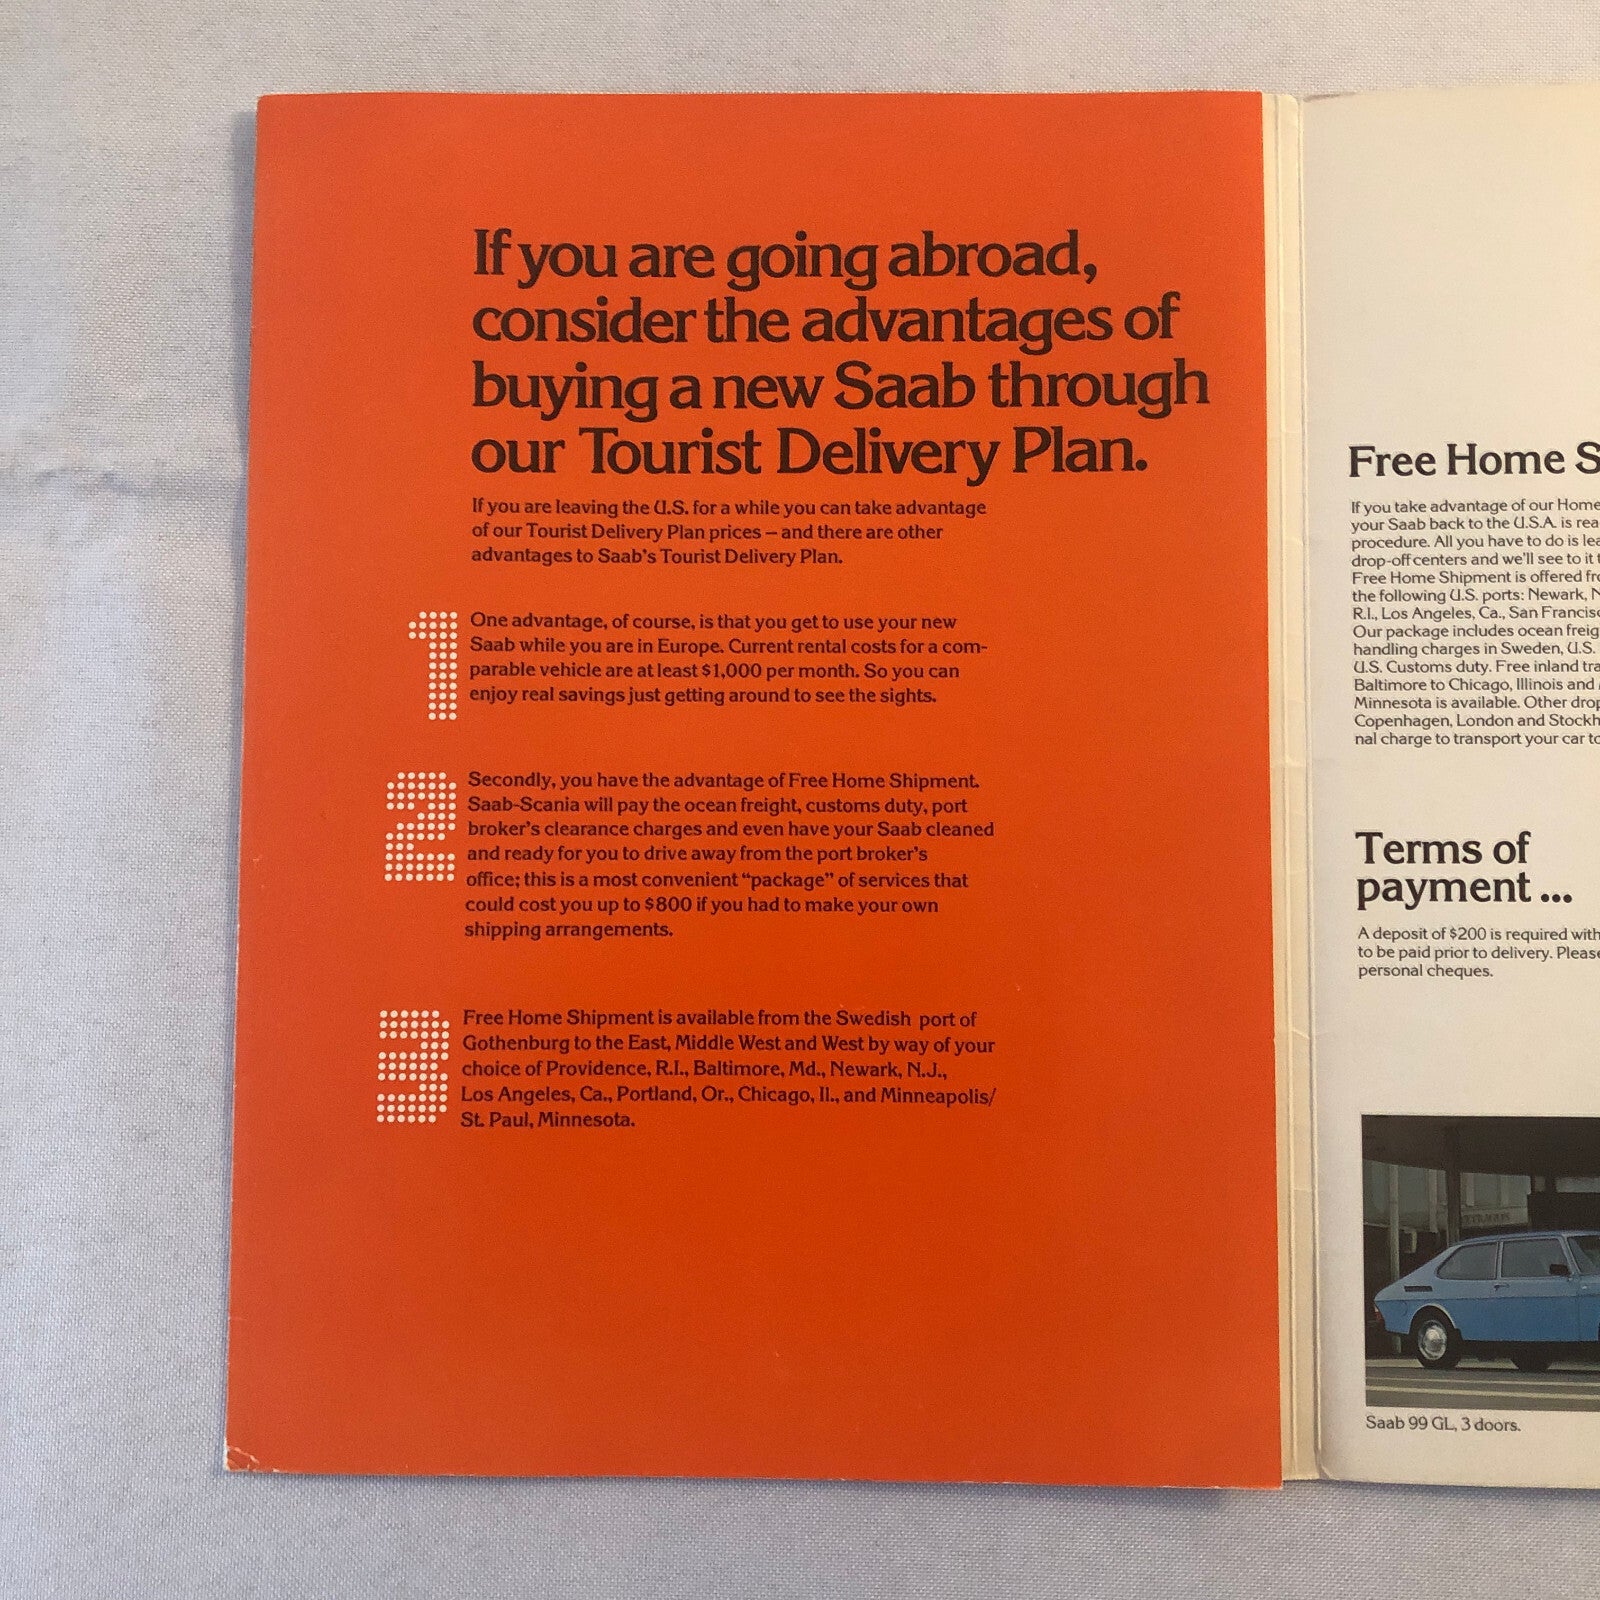 If you are going abroad,
consider the advantages of
buying a new Saab through
our Tourist Delivery Plan.
If you are leaving the U.S. for a while you can take advantage
of our Tourist Delivery Plan prices – and there are other
advantages to Saab's Tourist Delivery Plan.
1
One advantage, of course, is that you get to use your new
Saab while you are in Europe. Current rental costs for a com-
parable vehicle are at least $1,000 per month. So you can
enjoy real savings just getting around to see the sights.
2
Secondly, you have the advantage of Free Home Shipment.
Saab-Scania will pay the ocean freight, customs duty, port
broker's clearance charges and even have your Saab cleaned
and ready for you to drive away from the port broker's
office; this is a most convenient “package” of services that
could cost you up to $800 if you had to make your own
shipping arrangements.
3
Free Home Shipment is available from the Swedish port of
Gothenburg to the East, Middle West and West by way of your
choice of Providence, R.I., Baltimore, Md., Newark, N.J.,
Los Angeles, Ca., Portland, Or., Chicago, Il., and Minneapolis/
St. Paul, Minnesota.
Free Home S
If you take advantage of our Home
your Saab back to the U.S.A. is rea
procedure. All you have to do is lea
drop-off centers and we'll see to it t
Free Home Shipment is offered fro
the following U.S. ports: Newark, N
R.I., Los Angeles, Ca., San Francisc
Our package includes ocean freig
handling charges in Sweden, U.S.
U.S. Customs duty. Free inland tra
Baltimore to Chicago, Illinois and
Minnesota is available. Other drop
Copenhagen, London and Stockh
nal charge to transport your car to
Terms of
payment ...
A deposit of $200 is required with
to be paid prior to delivery. Please
personal cheques.
Saab 99 GL, 3 doors.